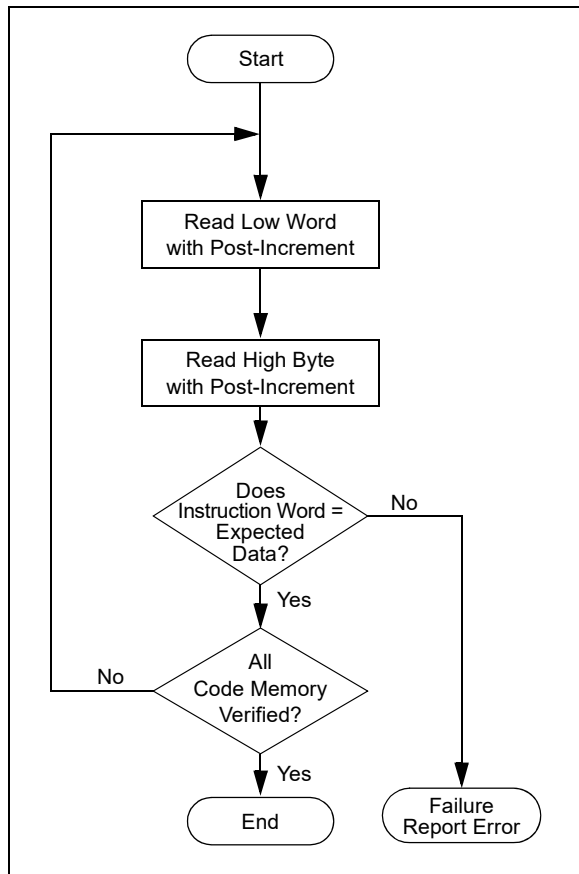 Start
Read Low Word
with Post-Increment
Read High Byte
with Post-Increment
Does
Instruction Word =
Expected
Data?
No
Yes
All
Code Memory
Verified?
No
Yes
End
Failure
Report Error